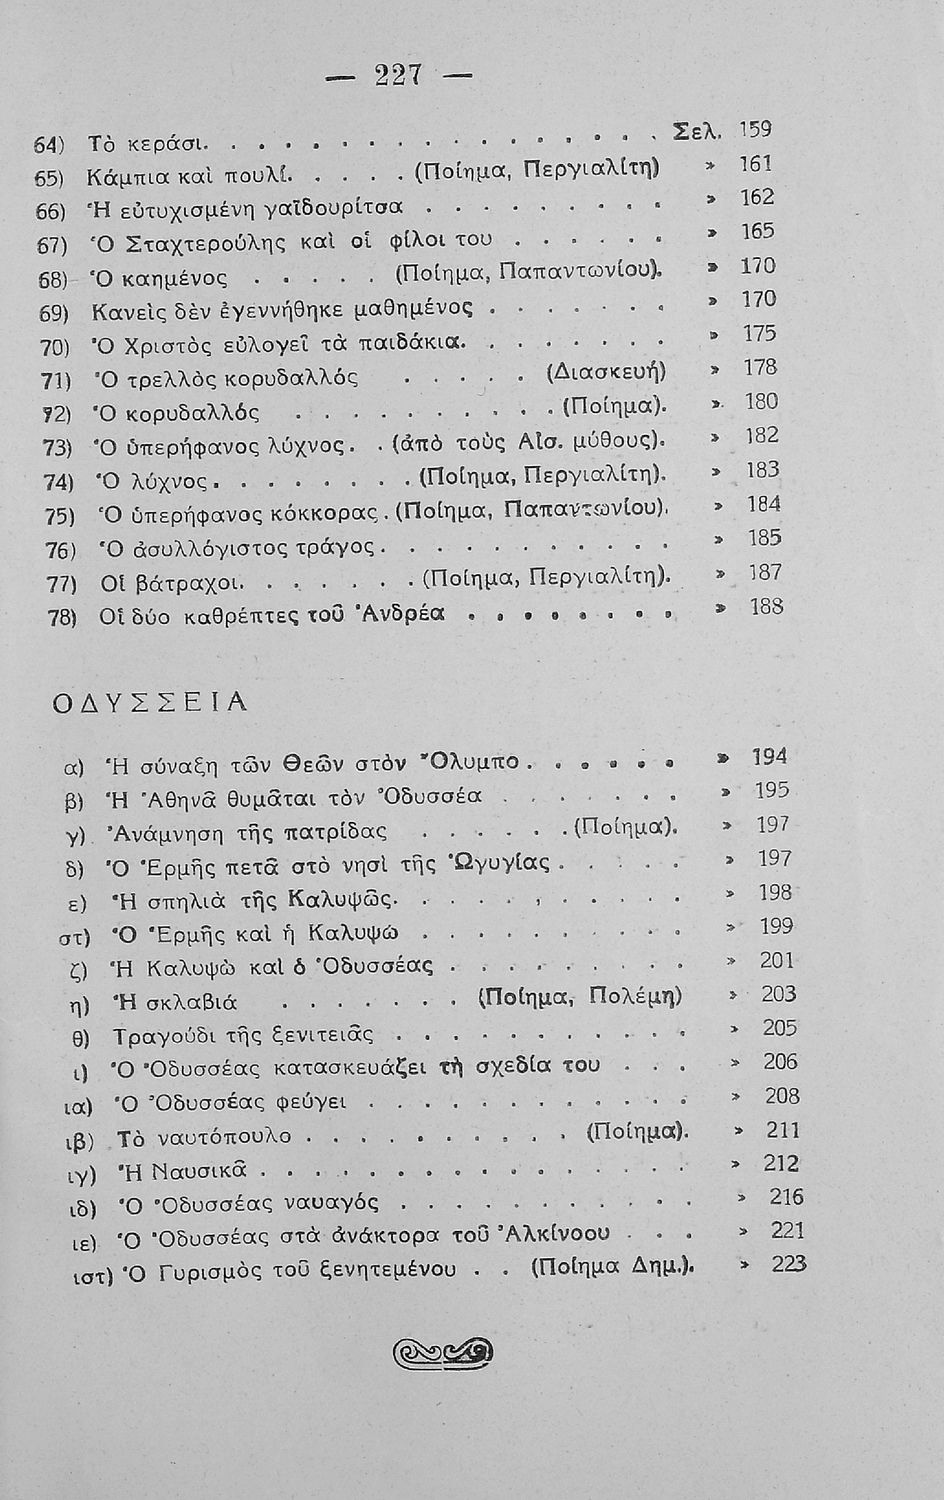 — 227 —
64) Τὸ κεράσι. . . . . . . . . . . . . . . . . Σελ. 159
65) Κάμπια καὶ πουλί. . . . . (Ποίημα, Περγιαλίτη) » 161
66) Ἡ εὐτυχισμένη γαϊδουρίτσα . . . . . . . . . » 162
67) Ὁ Σταχτερούλης καὶ οἱ φίλοι του . . . . . . » 165
68) Ὁ καημένος . . . . . (Ποίημα, Παπαντωνίου). » 170
69) Κανεὶς δὲν ἐγεννήθηκε μαθημένος . . . . . . . » 170
70) Ὁ Χριστὸς εὐλογεῖ τὰ παιδάκια. . . . . . . . » 175
71) Ὁ τρελλὸς κορυδαλλός . . . . . (Διασκευή) » 178
72) Ὁ κορυδαλλός . . . . . . . . . . (Ποίημα). » 180
73) Ὁ ὑπερήφανος λύχνος. . (ἀπὸ τοὺς Αἰσ. μύθους). » 182
74) Ὁ λύχνος. . . . . . . . (Ποίημα, Περγιαλίτη). » 183
75) Ὁ ὑπερήφανος κόκκορας. (Ποίημα, Παπαντωνίου). » 184
76) Ὁ ἀσυλλόγιστος τράγος. . . . . . . . . . . » 185
77) Οἱ βάτραχοι. . . . . . . (Ποίημα, Περγιαλίτη). » 187
78) Οἱ δύο καθρέπτες τοῦ Ἀνδρέα . . . . . . . . » 188
ΟΔΥΣΣΕΙΑ
α) Ἡ σύναξη τῶν Θεῶν στὸν Ὄλυμπο . . . . . . » 194
β) Ἡ Ἀθηνᾶ θυμᾶται τὸν Ὀδυσσέα . . . . . . . » 195
γ) Ἀνάμνηση τῆς πατρίδας . . . . . . (Ποίημα). » 197
δ) Ὁ Ἑρμῆς πετᾶ στὸ νησὶ τῆς Ὠγυγίας . . . . . » 197
ε) Ἡ σπηλιὰ τῆς Καλυψῶς. . . . . . . . . . . » 198
στ) Ὁ Ἑρμῆς καὶ ἡ Καλυψώ . . . . . . . . . . » 199
ζ) Ἡ Καλυψὼ καὶ ὁ Ὀδυσσέας . . . . . . . . . » 201
η) Ἡ σκλαβιά . . . . . . . (Ποίημα, Πολέμη) » 203
θ) Τραγούδι τῆς ξενιτειᾶς . . . . . . . . . . . » 205
ι) Ὁ Ὀδυσσέας κατασκευάζει τὴ σχεδία του . . . » 206
ια) Ὁ Ὀδυσσέας φεύγει . . . . . . . . . . . . » 208
ιβ) Τὸ ναυτόπουλο . . . . . . . . . . (Ποίημα). » 211
ιγ) Ἡ Ναυσικᾶ . . . . . . . . . . . . . . . . » 212
ιδ) Ὁ Ὀδυσσέας ναυαγός . . . . . . . . . . . » 216
ιε) Ὁ Ὀδυσσέας στὰ ἀνάκτορα τοῦ Ἀλκίνοου . . . » 221
ιστ) Ὁ Γυρισμὸς τοῦ ξενητεμένου . . (Ποίημα Δημ.). » 223